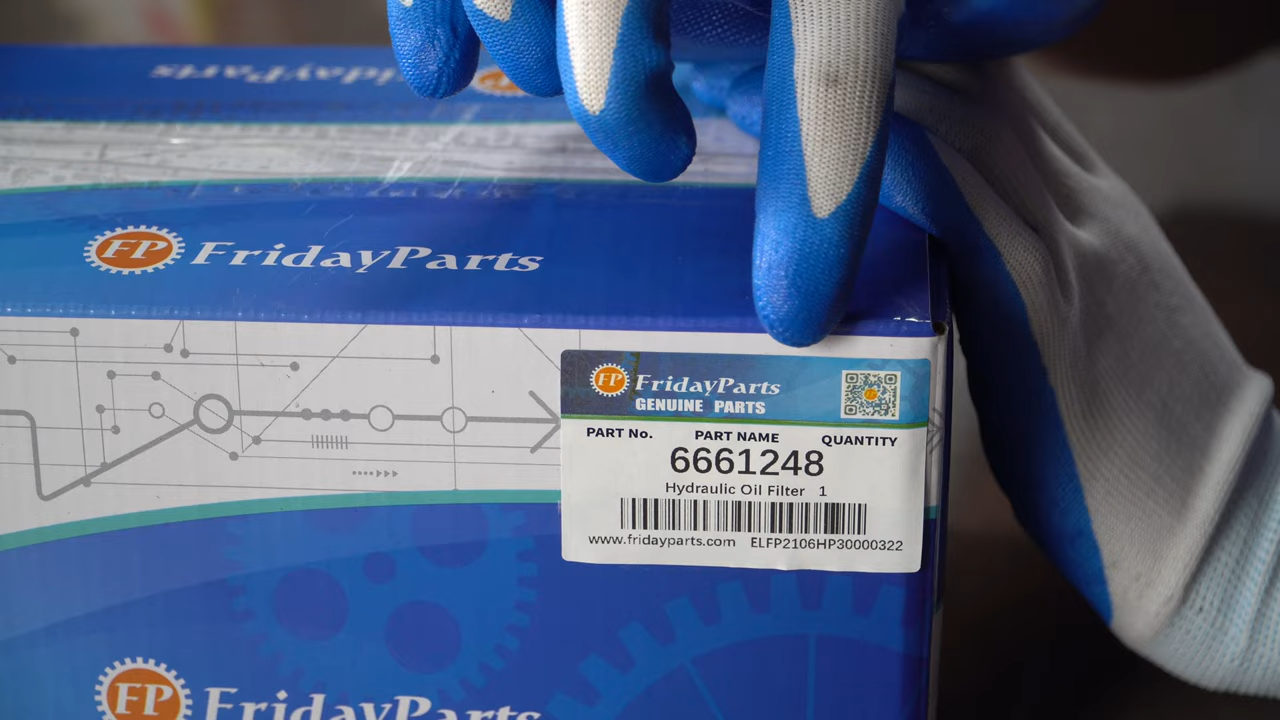 FridayParts
FP FridayParts
FP FridayParts
GENUINE PARTS
PART No. PART NAME QUANTITY
6661248
Hydraulic Oil Filter 1
www.fridayparts.com ELFP2106HP30000322
FP FridayParts